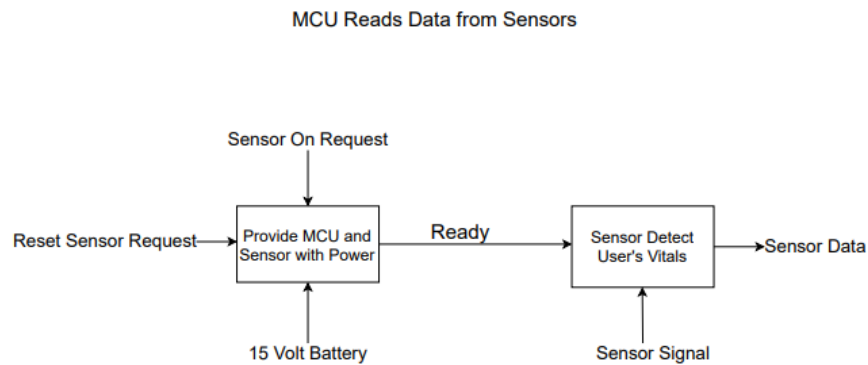 MCU Reads Data from Sensors
Sensor On Request
Reset Sensor Request
Provide MCU and
Sensor with Power
Ready
Sensor Detect
User's Vitals
Sensor Data
15 Volt Battery
Sensor Signal